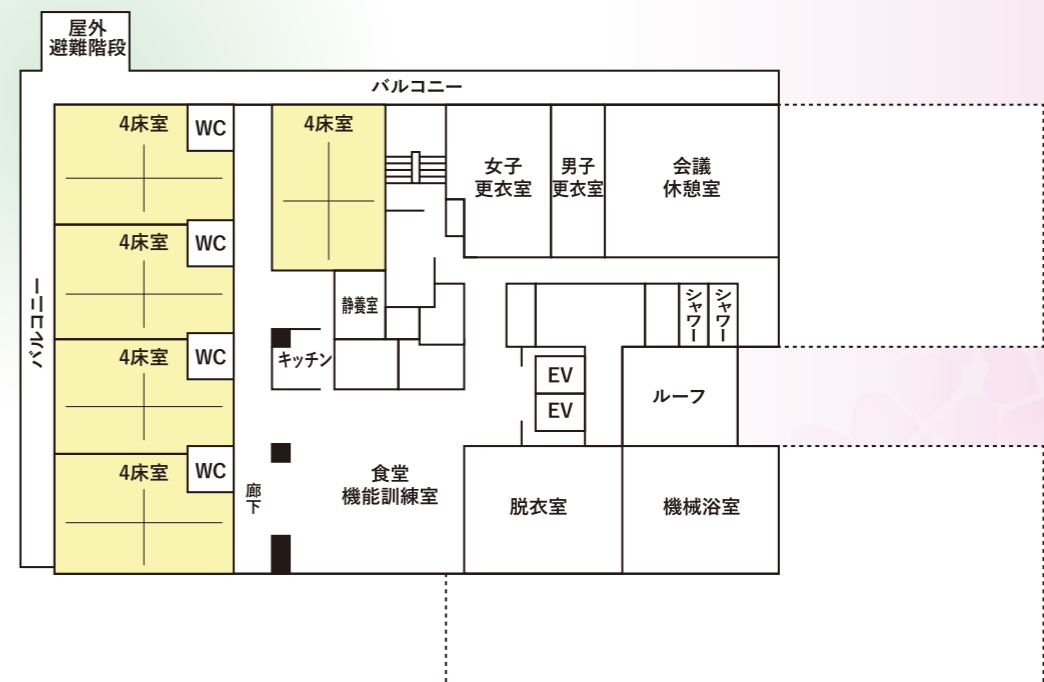 屋外
避難階段
バルコニー
4床室
WC
4床室
女子
更衣室
男子
更衣室
会議
休憩室
4床室
WC
バルコニー
静養室
シャワー
シャワー
4床室
WC
キッチン
EV
EV
ルーフ
4床室
WC
廊下
食堂
機能訓練室
脱衣室
機械浴室